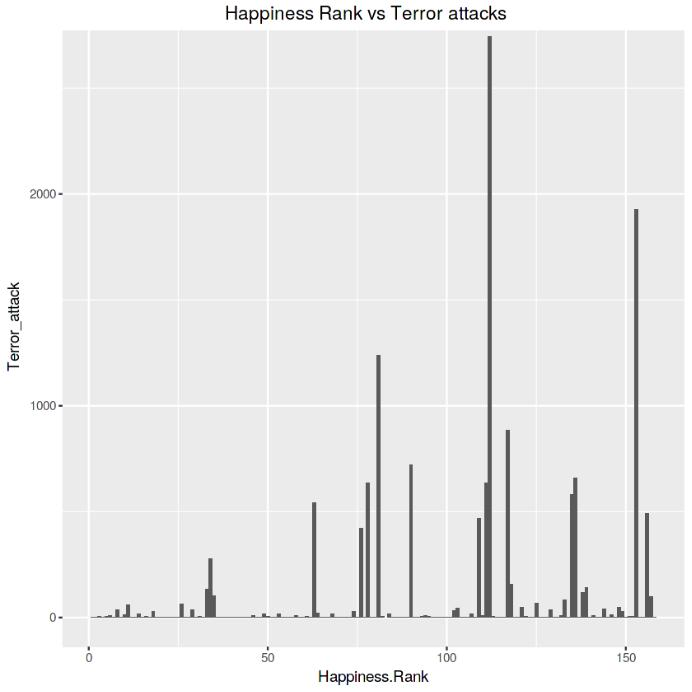 Happiness Rank vs Terror attacks
2000
1000
0
Terror_attack
0 50 100 150
Happiness.Rank